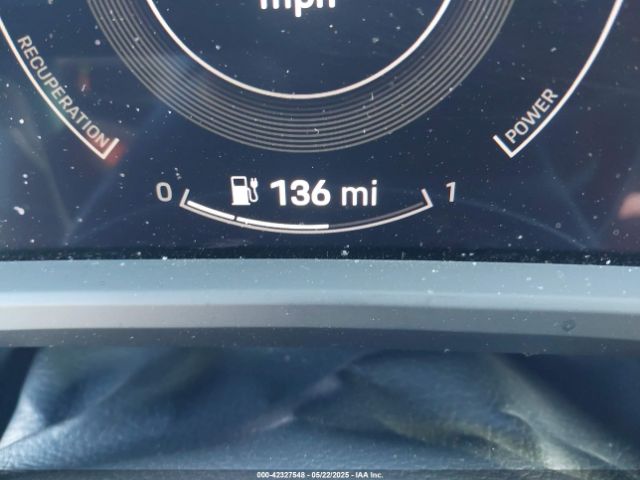 mph
RECUPERATION
POWER
0 136 mi 1
000-42327548 - 05/22/2025 - IAA Inc.